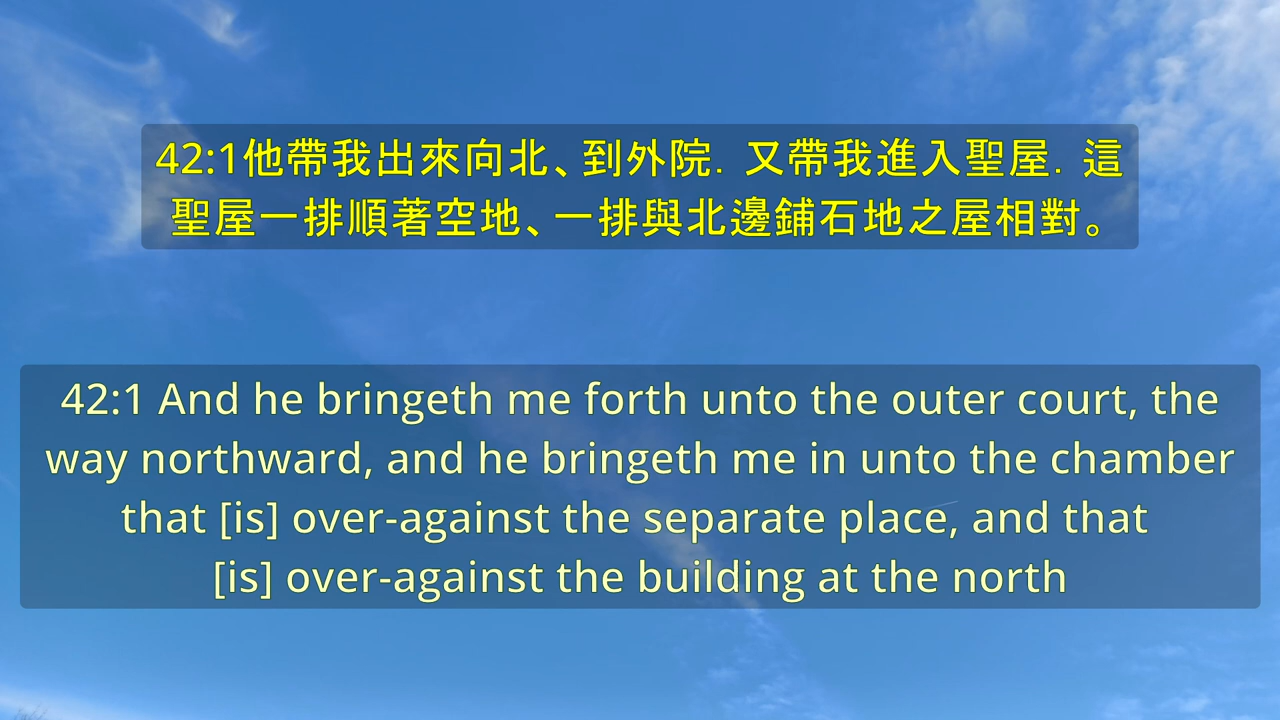 42:1他帶我出來向北、到外院．又帶我進入聖屋．這
聖屋一排順著空地、一排與北邊鋪石地之屋相對。
42:1 And he bringeth me forth unto the outer court, the
way northward, and he bringeth me in unto the chamber
that [is] over-against the separate place, and that
[is] over-against the building at the north